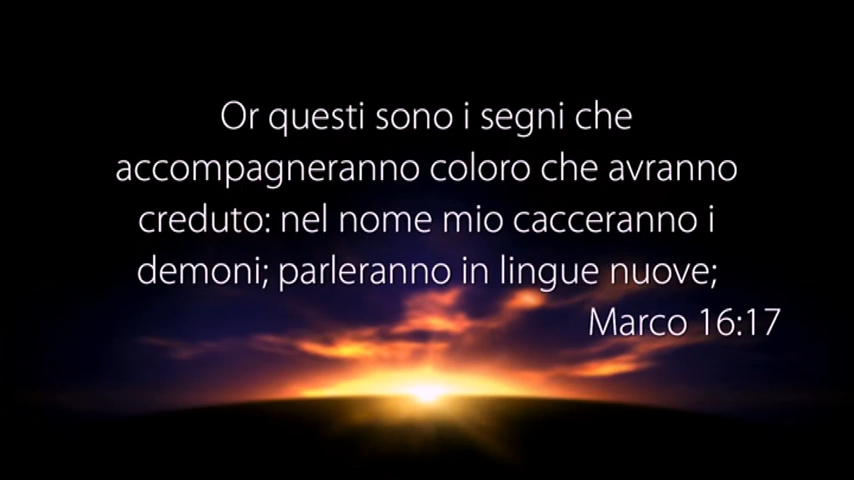 Or questi sono i segni che
accompagneranno coloro che avranno
creduto: nel nome mio cacceranno i
demoni; parleranno in lingue nuove;
Marco 16:17